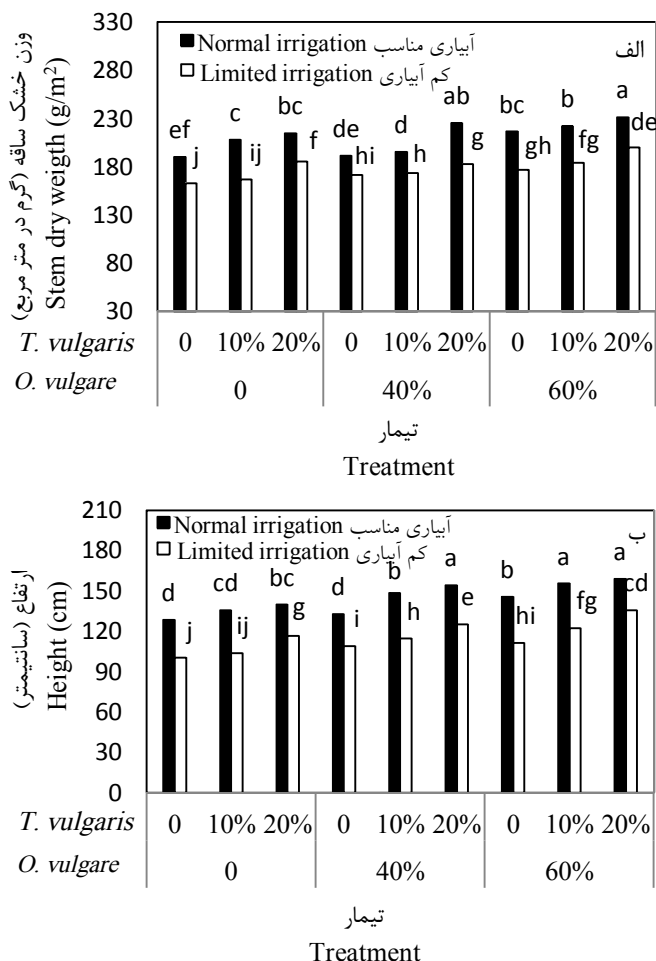 وزن خشک ساقه (گرم در متر مربع)
Stem dry weigth (g/m²)
330
280
230
180
130
80
30
Normal irrigation آبیاری مناسب
Limited irrigation کم آبیاری
الف
ef j c ij bc f de hi d h ab g bc gh b fg a de
T. vulgaris 0 10% 20% 0 10% 20% 0 10% 20%
O. vulgare 0 40% 60%
تیمار
Treatment
ارتفاع (سانتیمتر)
Height (cm)
210
180
150
120
90
60
30
0
Normal irrigation آبیاری مناسب
Limited irrigation کم آبیاری
ب
d j cd ij bc g d i b h a e b hi a fg a cd
T. vulgaris 0 10% 20% 0 10% 20% 0 10% 20%
O. vulgare 0 40% 60%
تیمار
Treatment